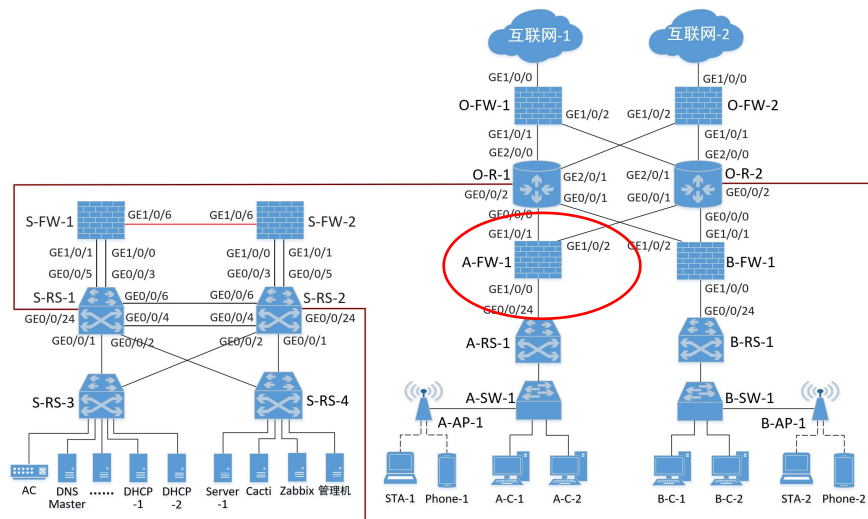 互联网-1
互联网-2
GE1/0/0
GE1/0/0
O-FW-1
O-FW-2
GE1/0/2
GE1/0/2
GE1/0/1
GE1/0/1
GE2/0/0
GE2/0/0
O-R-1
O-R-2
GE2/0/1
GE2/0/1
GE0/0/2
GE0/0/1
GE0/0/1
GE0/0/2
GE0/0/0
GE0/0/0
S-FW-1
GE1/0/6
GE1/0/6
S-FW-2
GE1/0/1
GE1/0/2
GE1/0/2
GE1/0/1
A-FW-1
B-FW-1
GE1/0/1
GE1/0/0
GE1/0/0
GE1/0/1
GE0/0/5
GE0/0/3
GE0/0/3
GE0/0/5
GE1/0/0
GE1/0/0
S-RS-1
GE0/0/6
GE0/0/6
S-RS-2
GE0/0/24
GE0/0/24
GE0/0/24
GE0/0/4
GE0/0/4
GE0/0/24
GE0/0/1
GE0/0/2
GE0/0/2
GE0/0/1
A-RS-1
B-RS-1
S-RS-3
S-RS-4
A-SW-1
B-SW-1
A-AP-1
B-AP-1
AC
DNS
Master
……
DHCP
-1
DHCP
-2
Server
-1
Cacti
Zabbix
管理机
STA-1
Phone-1
A-C-1
A-C-2
B-C-1
B-C-2
STA-2
Phone-2